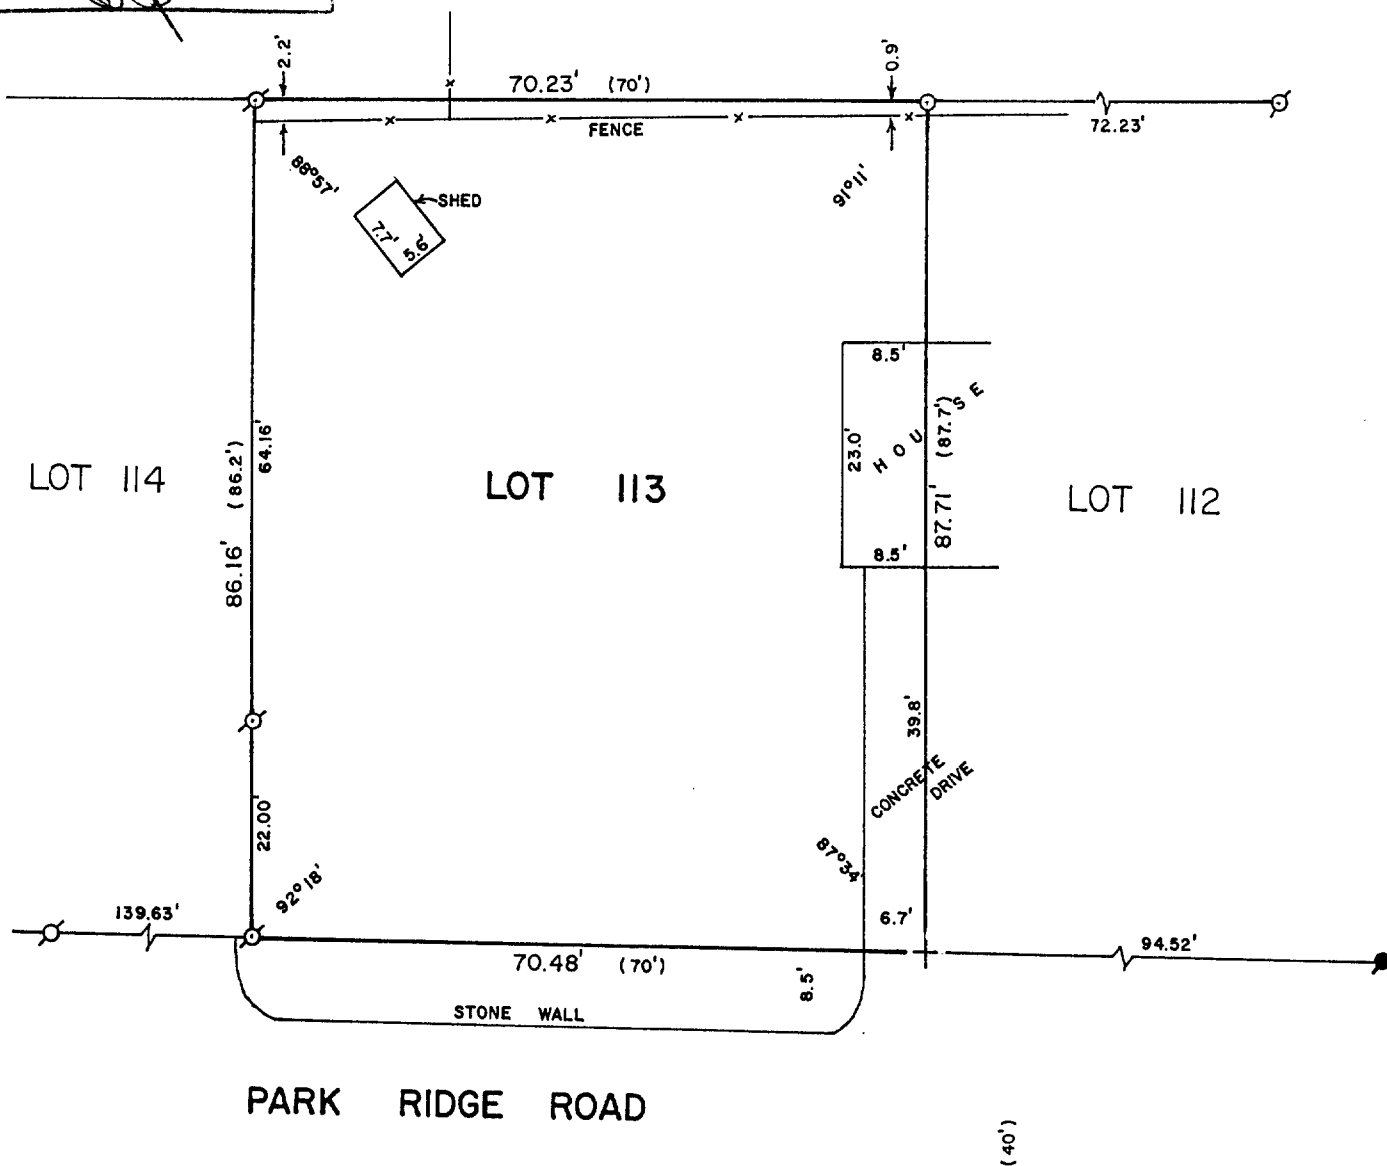 2.2'
70.23' (70')
0.9'
FENCE
72.23'
88°57'
91°11'
SHED
7.7' 5.6'
8.5'
HOUSE
23.0'
(87.7')
87.71'
8.5'
LOT 114
86.16' (86.2')
64.16'
LOT 113
LOT 112
39.8'
CONCRETE
DRIVE
22.00'
92°18'
87°34'
139.63'
6.7'
94.52'
70.48' (70')
8.5'
STONE WALL
PARK RIDGE ROAD
(40')